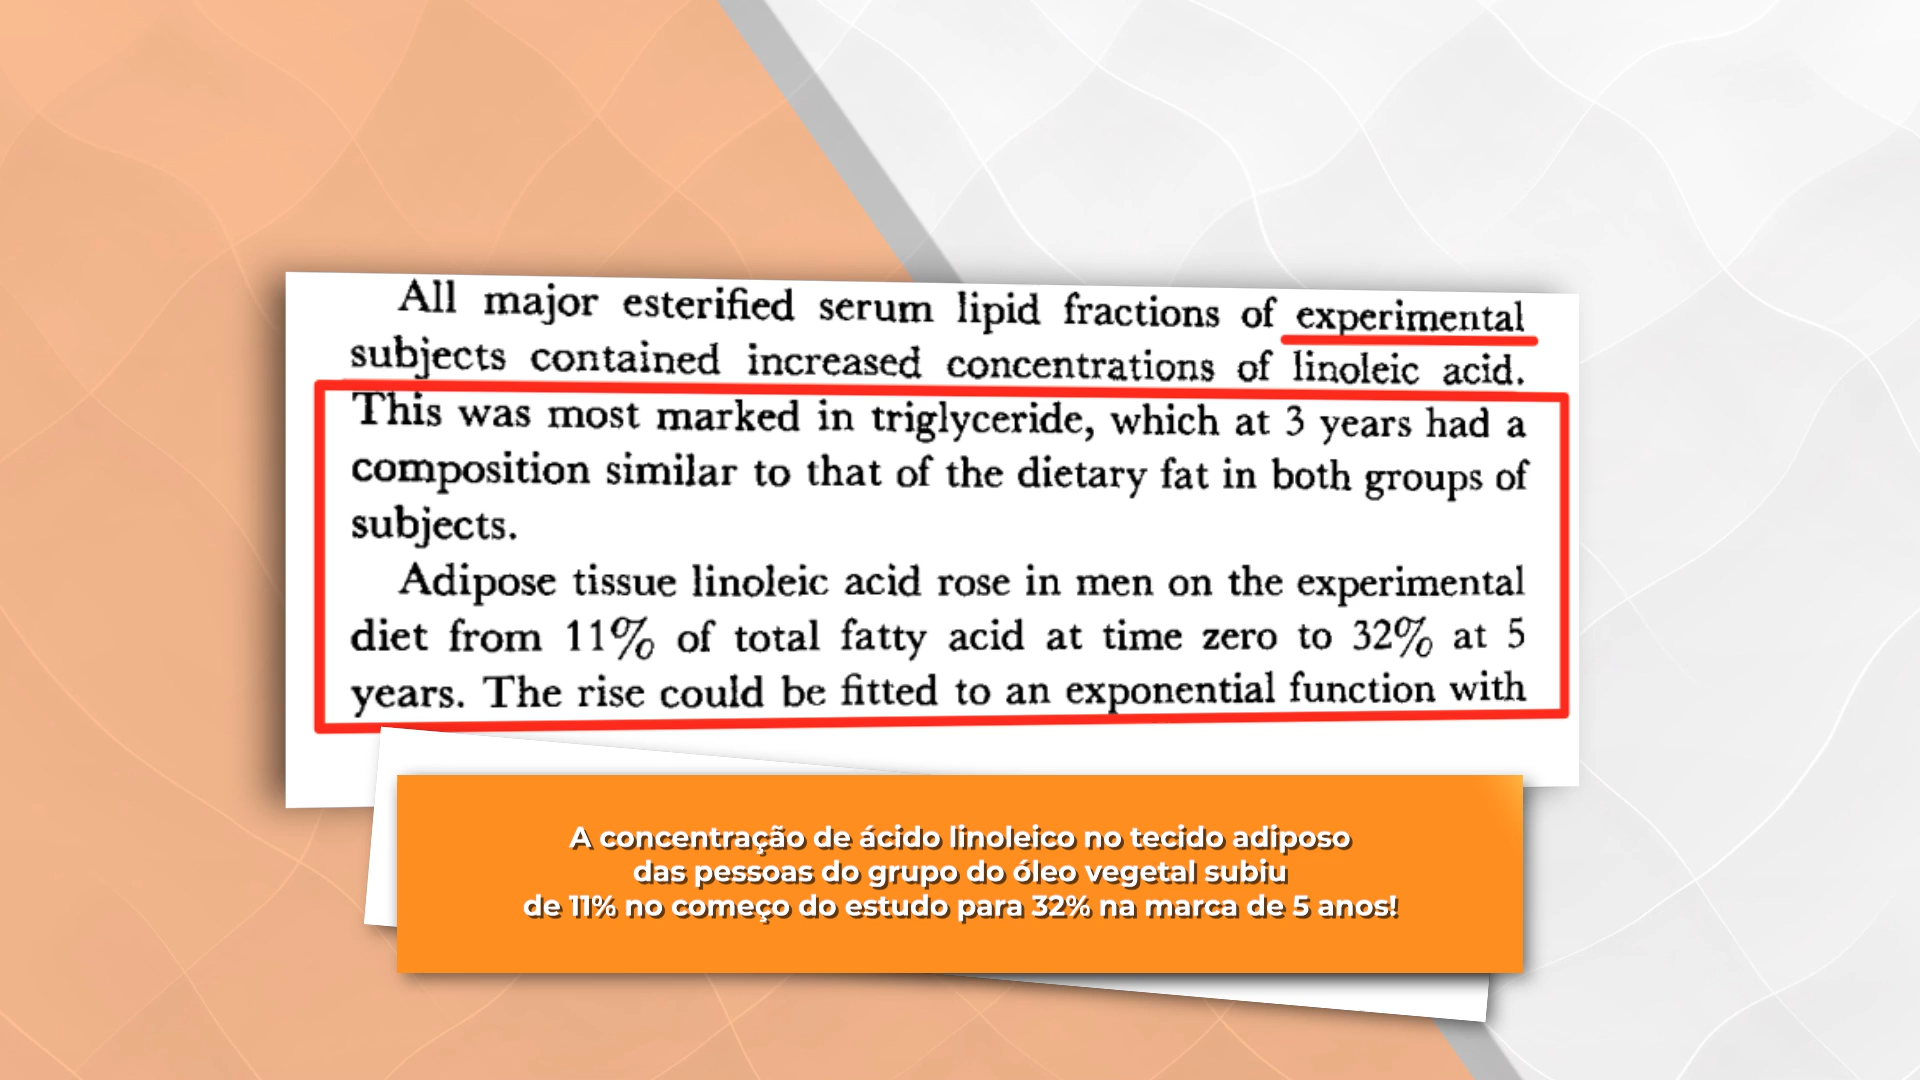 All major esterified serum lipid fractions of experimental
subjects contained increased concentrations of linoleic acid.
This was most marked in triglyceride, which at 3 years had a
composition similar to that of the dietary fat in both groups of
subjects.
Adipose tissue linoleic acid rose in men on the experimental
diet from 11% of total fatty acid at time zero to 32% at 5
years. The rise could be fitted to an exponential function with
A concentração de ácido linoleico no tecido adiposo
das pessoas do grupo do óleo vegetal subiu
de 11% no começo do estudo para 32% na marca de 5 anos!